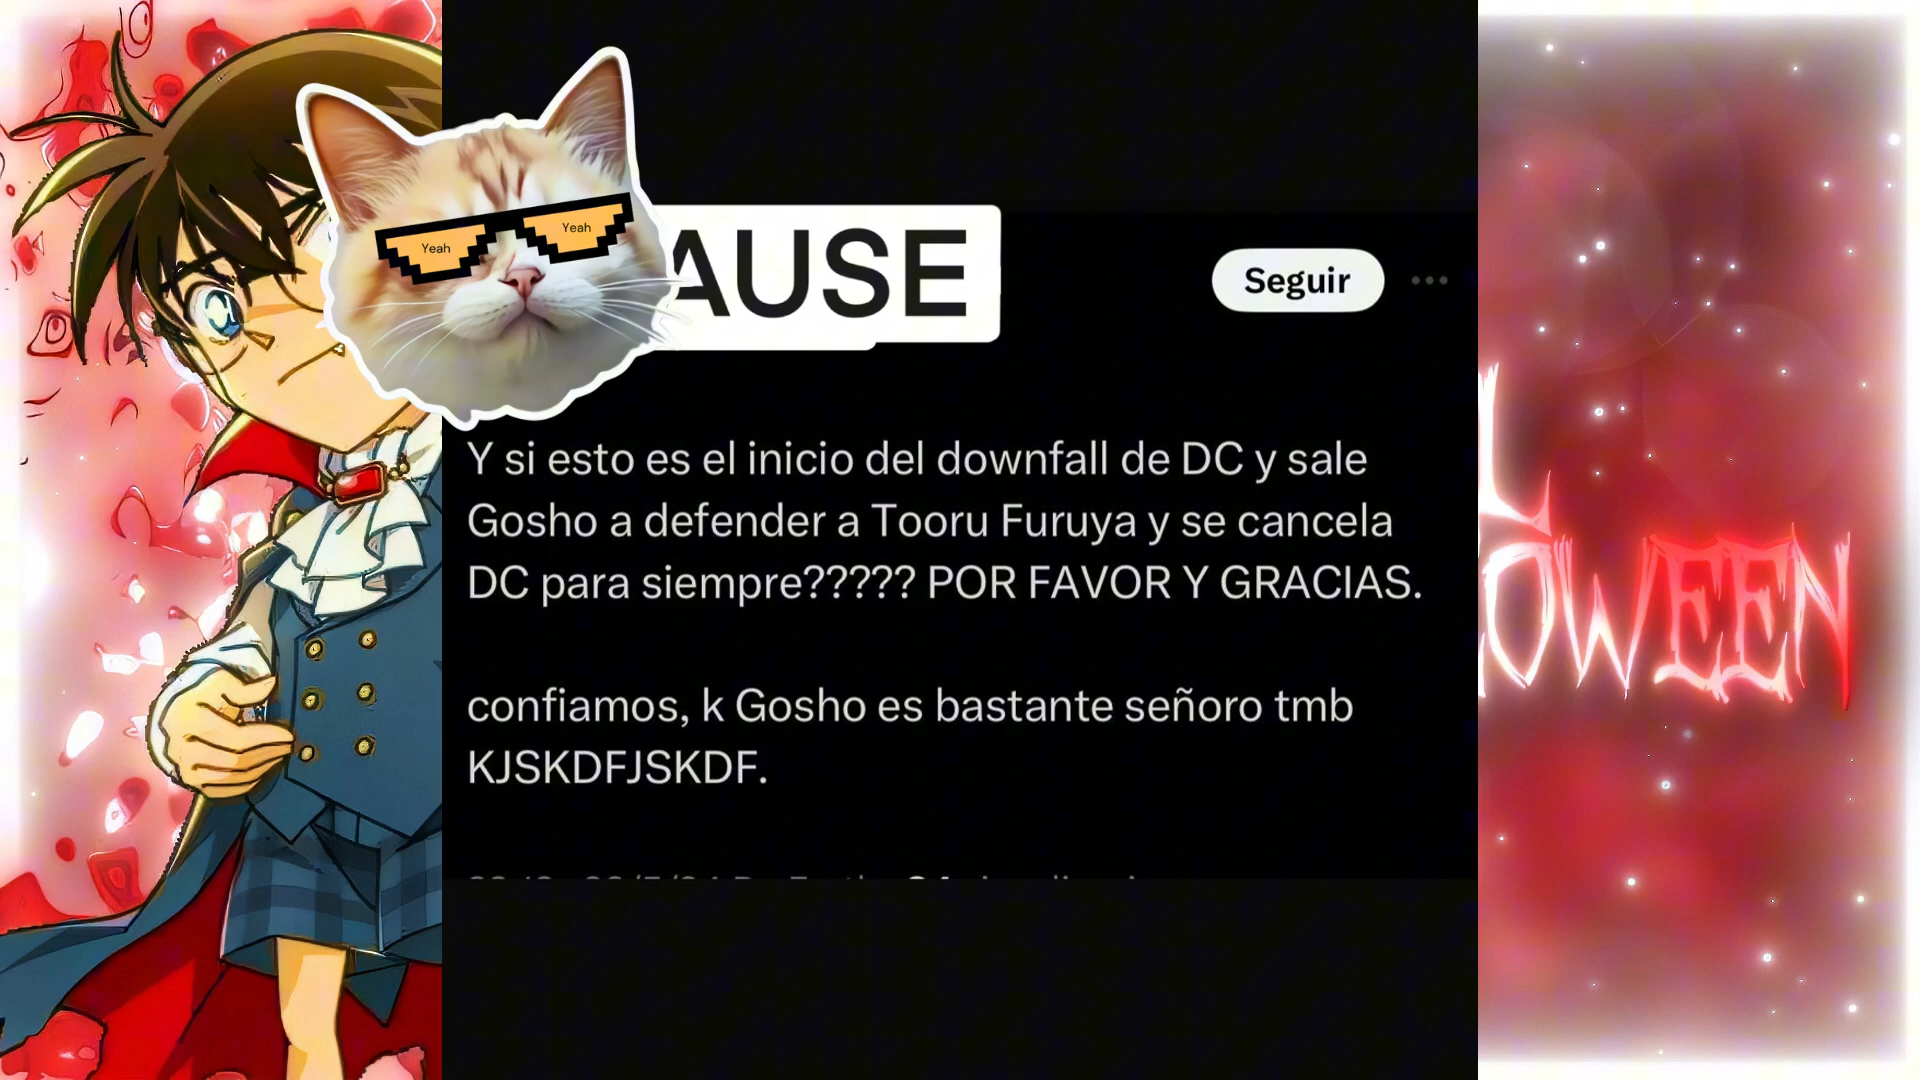 Yeah
Yeah
AUSE
Seguir
Y si esto es el inicio del downfall de DC y sale
Gosho a defender a Tooru Furuya y se cancela
DC para siempre????? POR FAVOR Y GRACIAS.
confiamos, k Gosho es bastante señoro tmb
KJSKDFJSKDF.
L
OWEEN